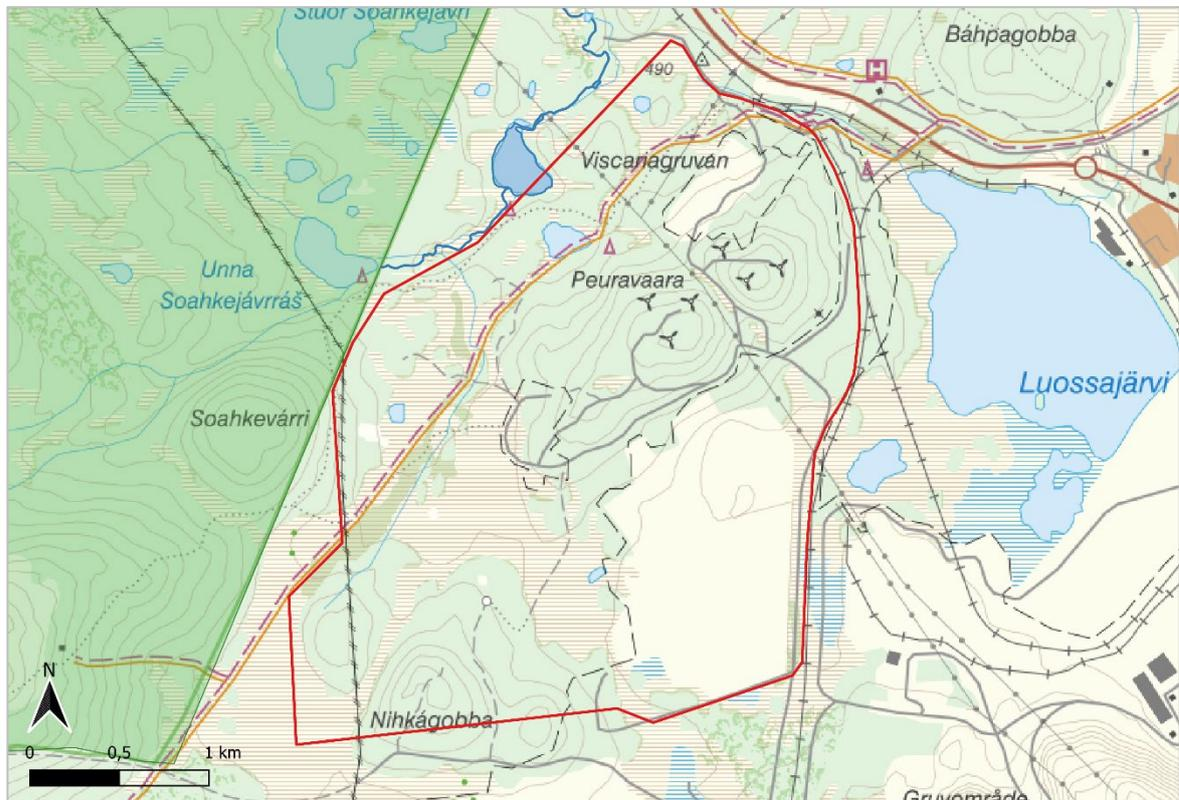 Stuor Soahkejávri
Báhpagobba
490
H
Viscariagruvan
Unna
Soahkejávrráš
Peuravaara
Luossajärvi
Soahkevárri
N
Nihkágobba
0 0,5 1 km
Gruvområde